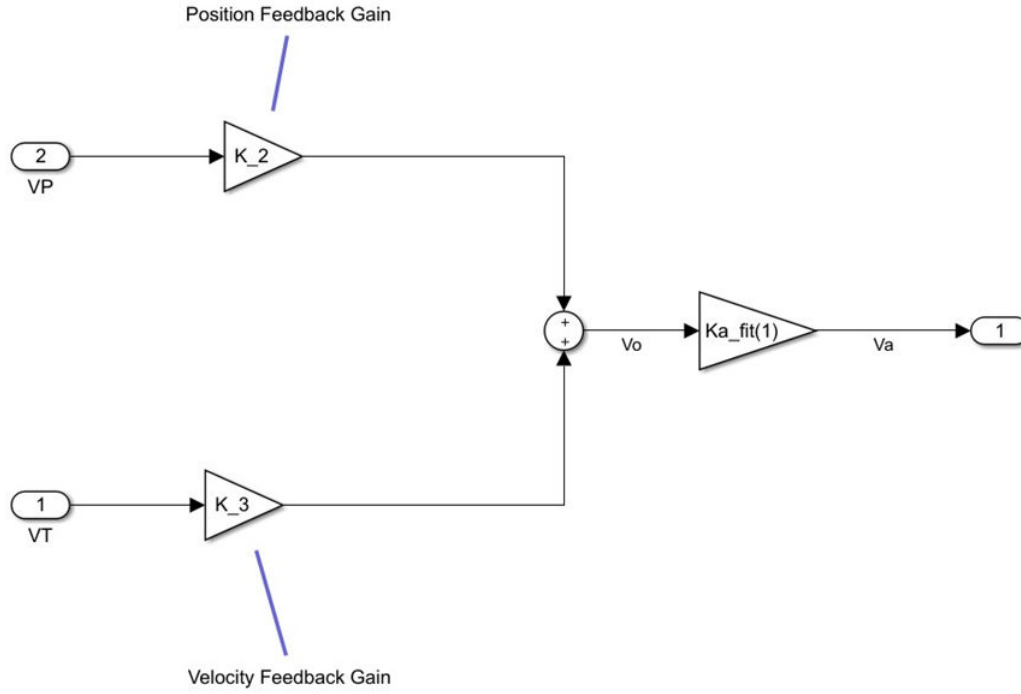 Position Feedback Gain
2
K_2
VP
+
+
Ka_fit(1)
1
Vo
Va
1
K_3
VT
Velocity Feedback Gain